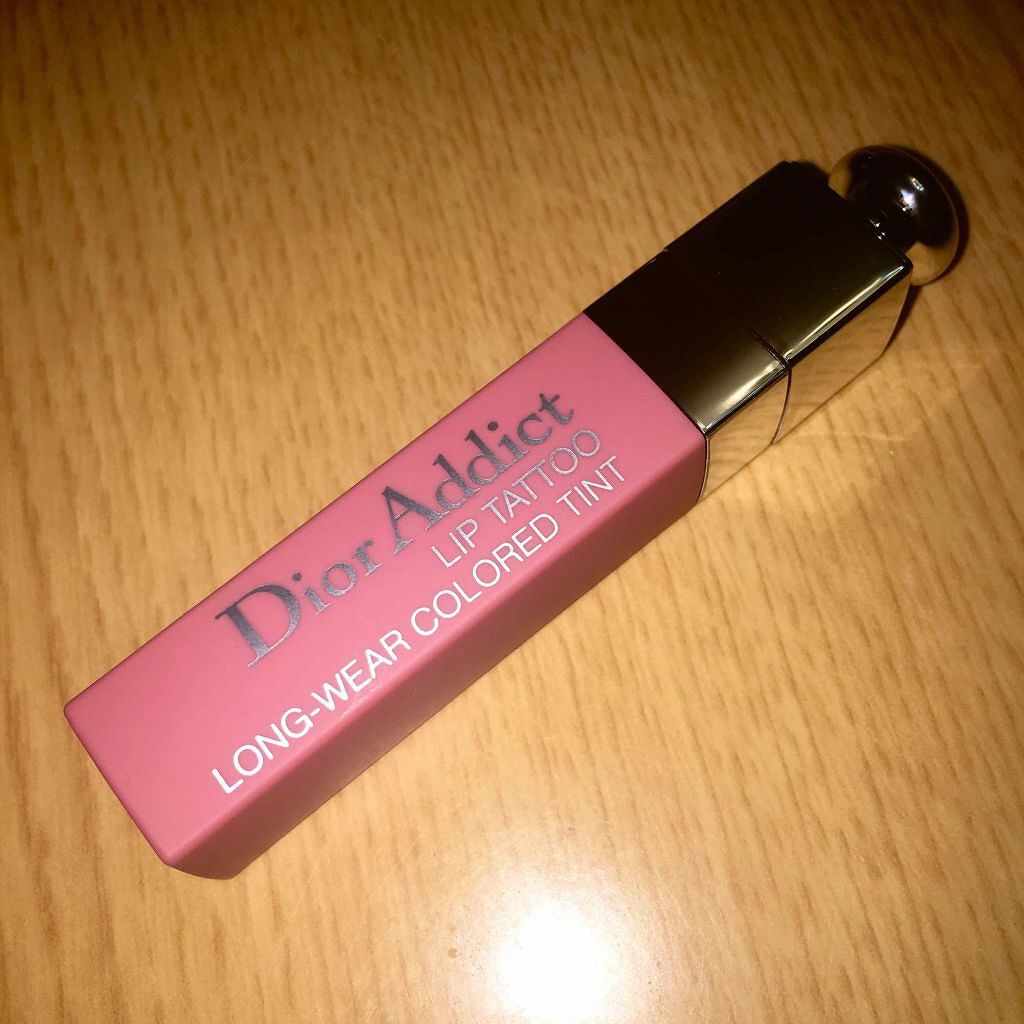 Dior Addict
LIP TATTOO
LONG-WEAR COLORED TINT